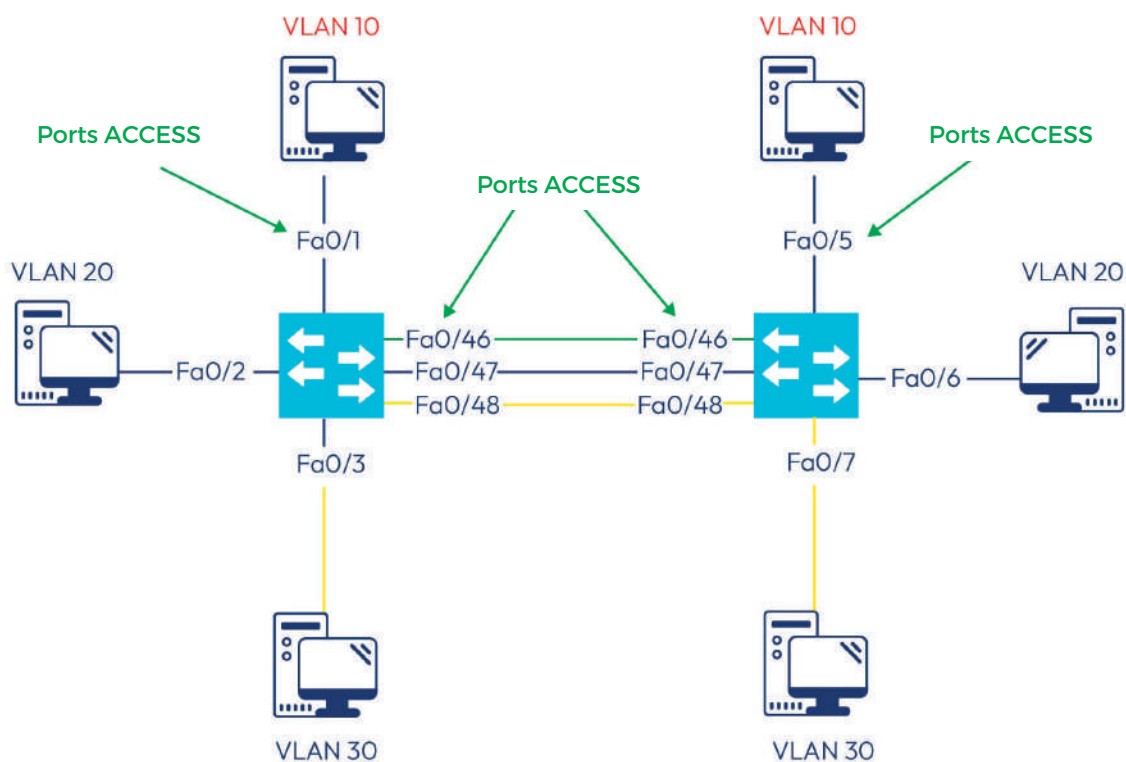 VLAN 10
VLAN 10
Ports ACCESS
Ports ACCESS
Ports ACCESS
Fa0/1
Fa0/5
VLAN 20
VLAN 20
Fa0/46
Fa0/46
Fa0/2
Fa0/47
Fa0/47
Fa0/6
Fa0/48
Fa0/48
Fa0/3
Fa0/7
VLAN 30
VLAN 30